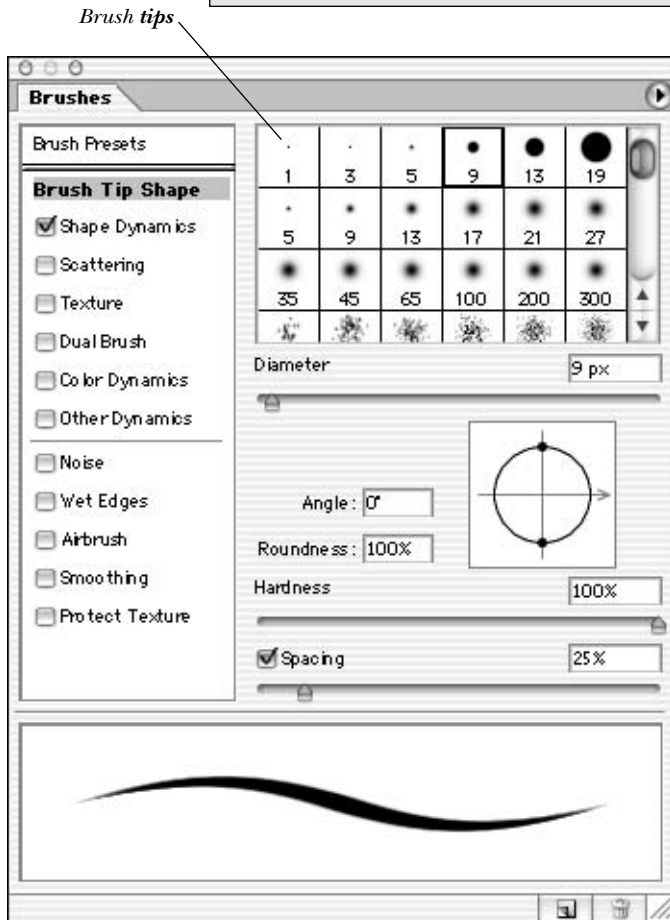 Brush tips
Brushes
Brush Presets
Brush Tip Shape
Shape Dynamics
Scattering
Texture
Dual Brush
Color Dynamics
Other Dynamics
Noise
Wet Edges
Airbrush
Smoothing
Protect Texture
1 3 5 9 13 19
5 9 13 17 21 27
35 45 65 100 200 300
Diameter 9 px
Angle: 0°
Roundness: 100%
Hardness 100%
Spacing 25%